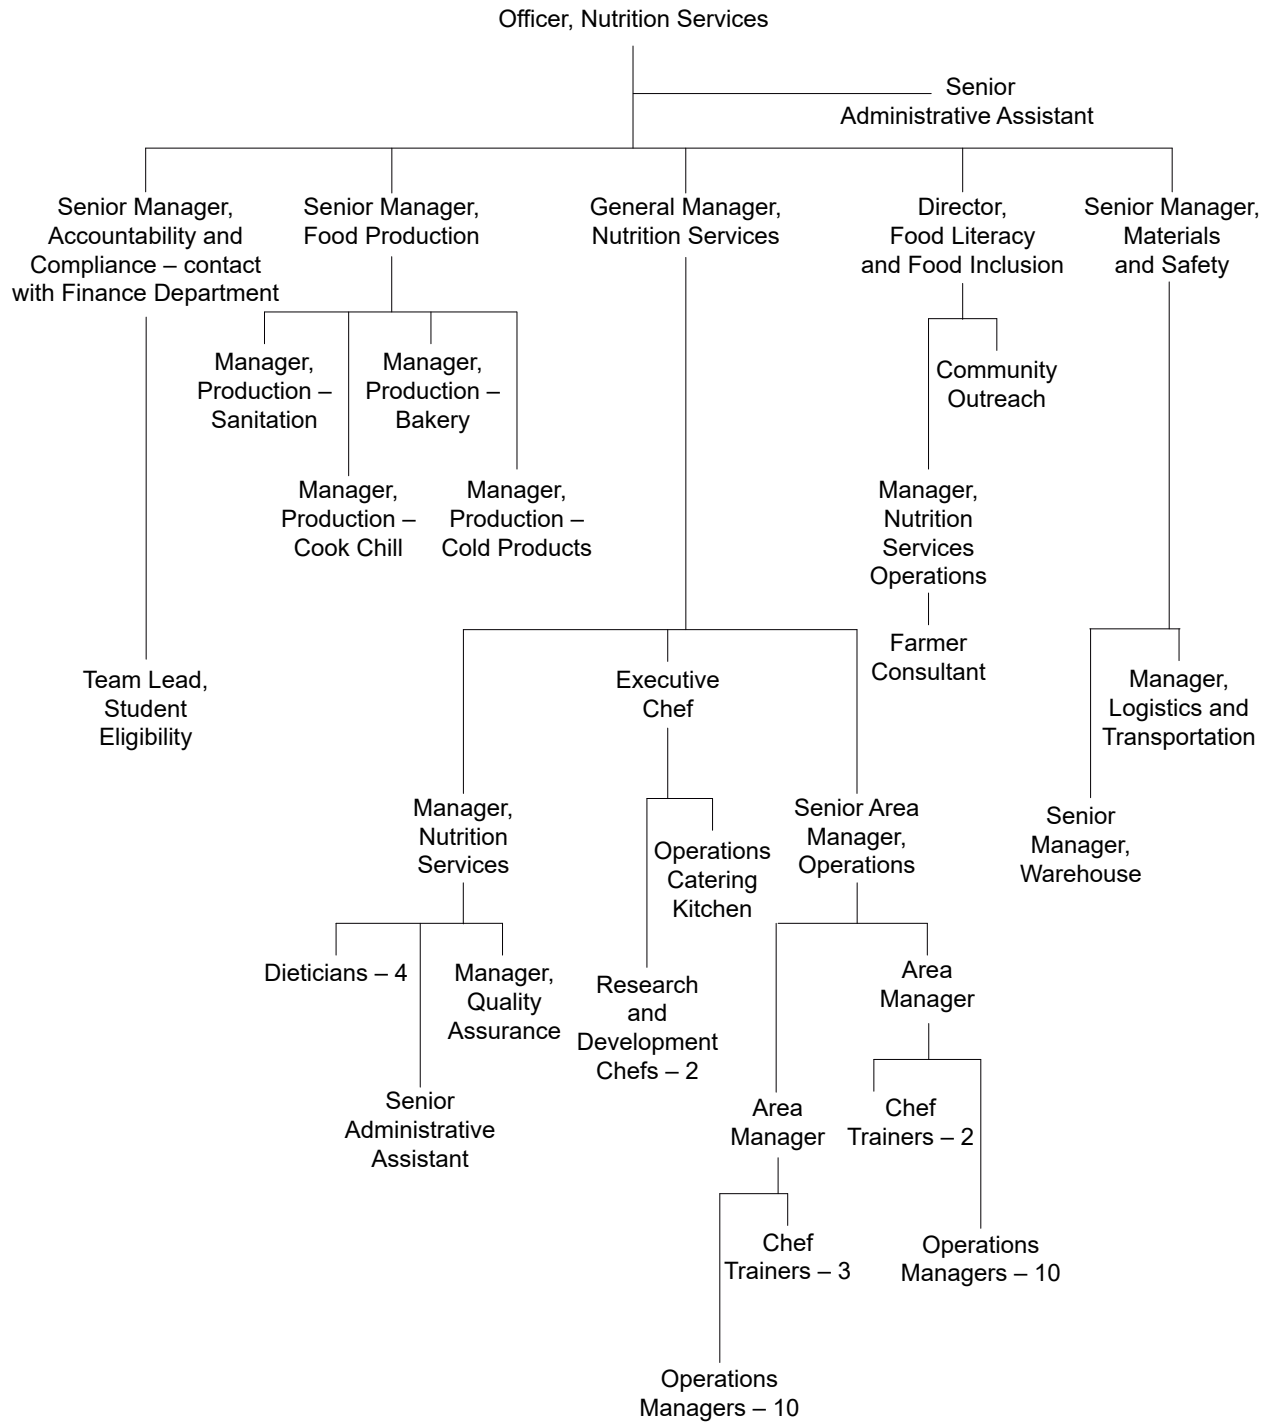 Officer, Nutrition Services
Senior
Administrative Assistant
Senior Manager,
Accountability and
Compliance – contact
with Finance Department
Senior Manager,
Food Production
General Manager,
Nutrition Services
Director,
Food Literacy
and Food Inclusion
Senior Manager,
Materials
and Safety
Manager,
Production –
Sanitation
Manager,
Production –
Bakery
Community
Outreach
Manager,
Production –
Cook Chill
Manager,
Production –
Cold Products
Manager,
Nutrition
Services
Operations
Farmer
Consultant
Team Lead,
Student
Eligibility
Executive
Chef
Manager,
Logistics and
Transportation
Manager,
Nutrition
Services
Operations
Catering
Kitchen
Senior Area
Manager,
Operations
Senior
Manager,
Warehouse
Dieticians – 4
Manager,
Quality
Assurance
Research
and
Development
Chefs – 2
Area
Manager
Senior
Administrative
Assistant
Area
Manager
Chef
Trainers – 2
Chef
Trainers – 3
Operations
Managers – 10
Operations
Managers – 10